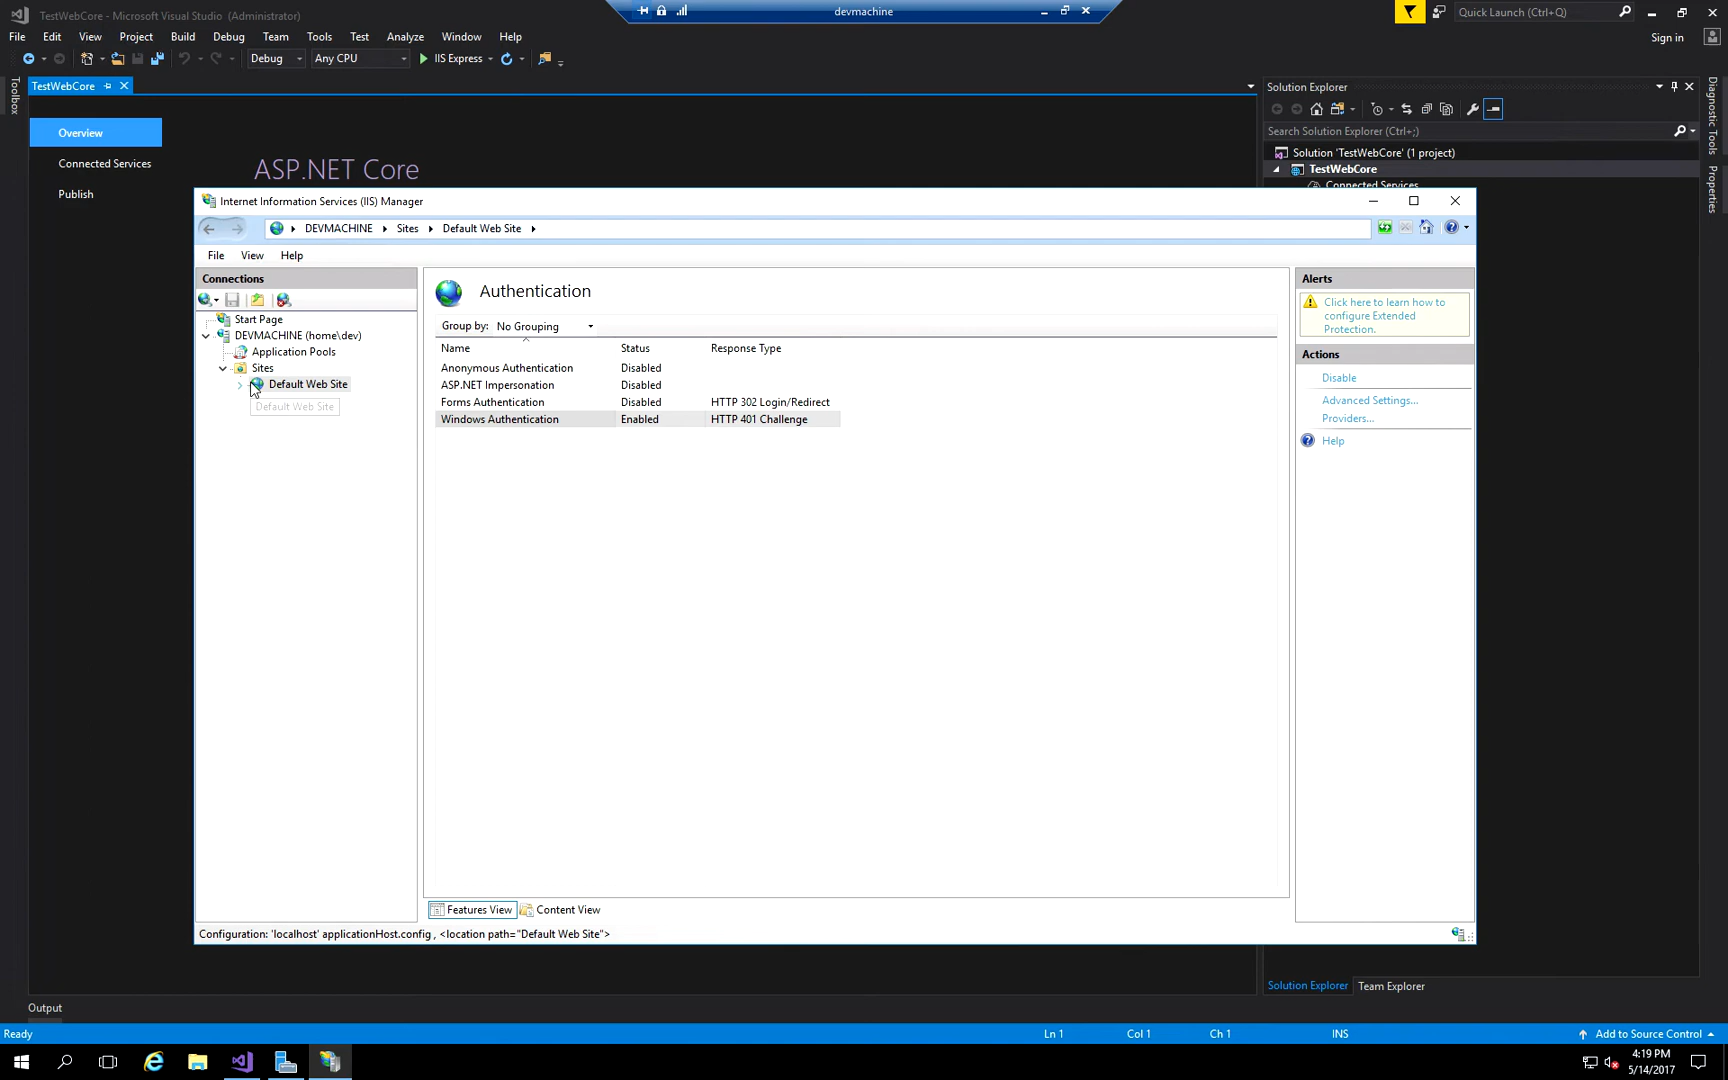 TestWebCore - Microsoft Visual Studio (Administrator)
devmachine
Quick Launch (Ctrl+Q)
File Edit View Project Build Debug Team Tools Test Analyze Window Help
Sign in
Debug Any CPU IIS Express
Toolbox
TestWebCore
Overview
Connected Services
Publish
ASP.NET Core
Solution Explorer
Search Solution Explorer (Ctrl+;)
Solution 'TestWebCore' (1 project)
TestWebCore
Connected Services
Diagnostic Tools
Properties
Internet Information Services (IIS) Manager
DEVMACHINE Sites Default Web Site
File View Help
Connections
Start Page
DEVMACHINE (home\dev)
Application Pools
Sites
Default Web Site
Default Web Site
Authentication
Group by: No Grouping
Name Status Response Type
Anonymous Authentication Disabled
ASP.NET Impersonation Disabled
Forms Authentication Disabled HTTP 302 Login/Redirect
Windows Authentication Enabled HTTP 401 Challenge
Alerts
Click here to learn how to
configure Extended
Protection.
Actions
Disable
Advanced Settings...
Providers...
Help
Features View Content View
Configuration: 'localhost' applicationHost.config , <location path="Default Web Site">
Solution Explorer Team Explorer
Output
Ready Ln 1 Col 1 Ch 1 INS Add to Source Control
4:19 PM
5/14/2017